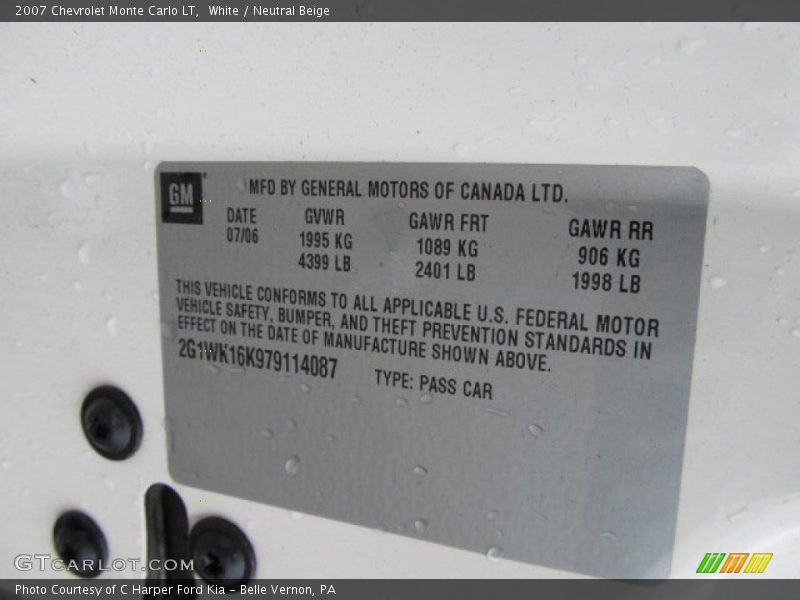 2007 Chevrolet Monte Carlo LT,  White / Neutral Beige
GM
MFD BY GENERAL MOTORS OF CANADA LTD.
DATE GVWR GAWR FRT GAWR RR
07/06 1995 KG 1089 KG 906 KG
4399 LB 2401 LB 1998 LB
THIS VEHICLE CONFORMS TO ALL APPLICABLE U.S. FEDERAL MOTOR
VEHICLE SAFETY, BUMPER, AND THEFT PREVENTION STANDARDS IN
EFFECT ON THE DATE OF MANUFACTURE SHOWN ABOVE.
2G1WK16K979114087 TYPE: PASS CAR
GTCARLOT.COM
Photo Courtesy of C Harper Ford Kia – Belle Vernon, PA